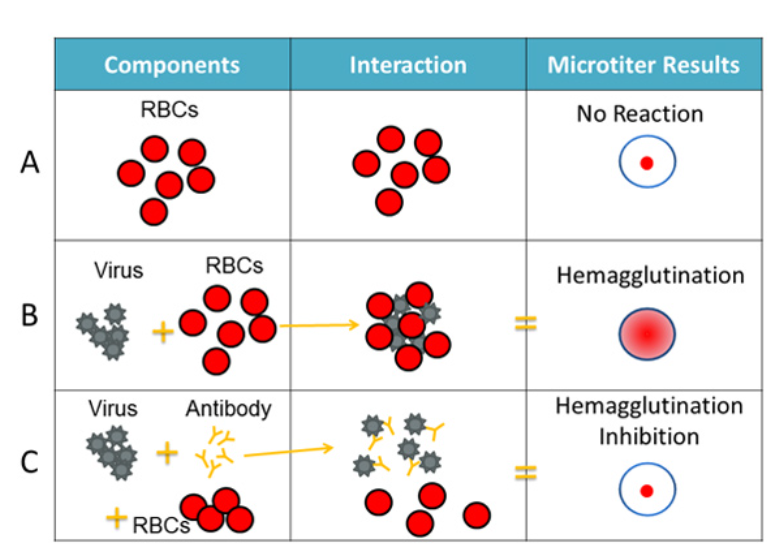 Components Interaction Microtiter Results
A
RBCs
No Reaction
B
Virus
RBCs
+
=
Hemagglutination
C
Virus
Antibody
+
+ RBCs
=
Hemagglutination
Inhibition